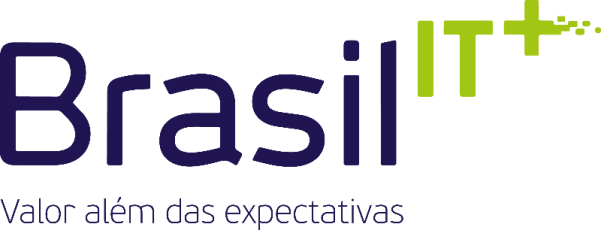 Brasil IT+
Valor além das expectativas